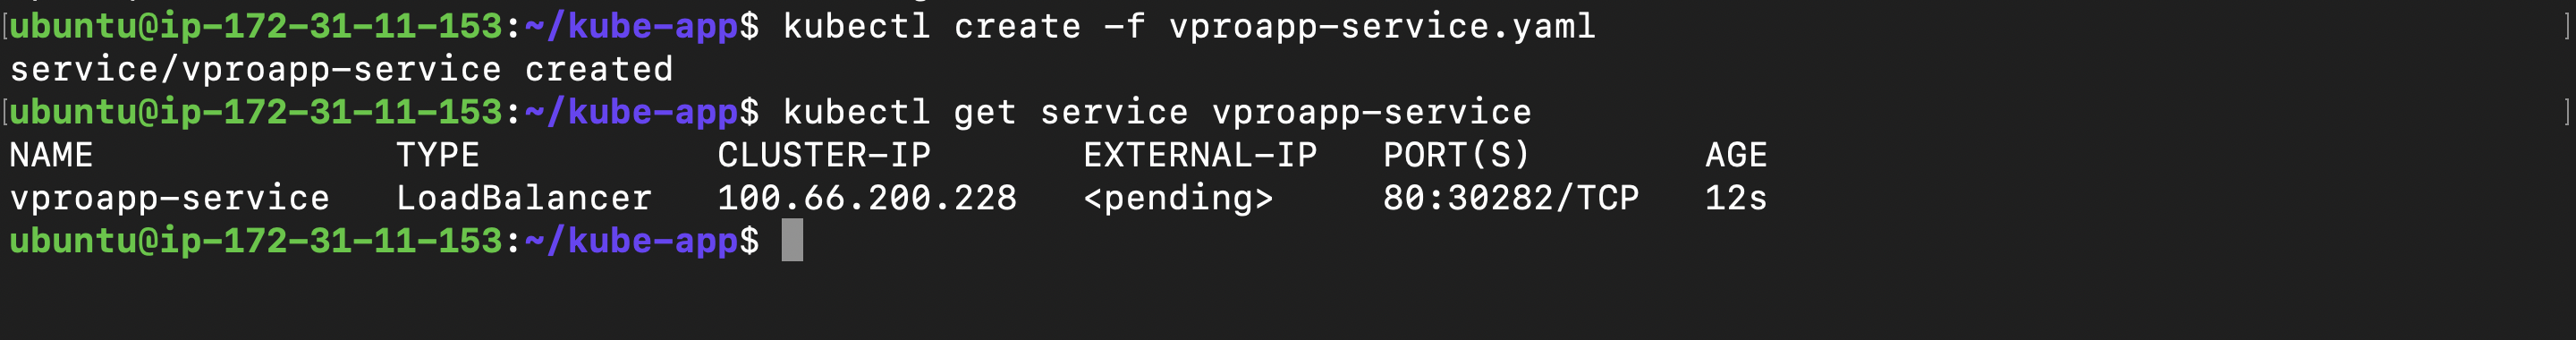 [ubuntu@ip-172-31-11-153:~/kube-app$ kubectl create -f vproapp-service.yaml ]
service/vproapp-service created
[ubuntu@ip-172-31-11-153:~/kube-app$ kubectl get service vproapp-service ]
NAME TYPE CLUSTER-IP EXTERNAL-IP PORT(S) AGE
vproapp-service LoadBalancer 100.66.200.228 <pending> 80:30282/TCP 12s
ubuntu@ip-172-31-11-153:~/kube-app$